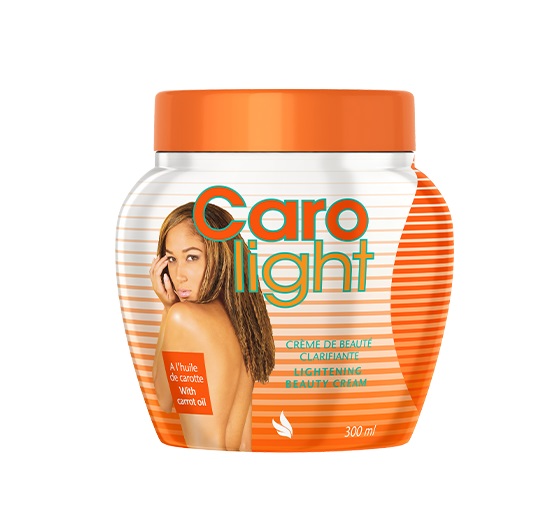 Caro
light
CRÈME DE BEAUTÉ
CLARIFIANTE
LIGHTENING
BEAUTY CREAM
A l'huile
de carotte
With
carrot oil
300 ml